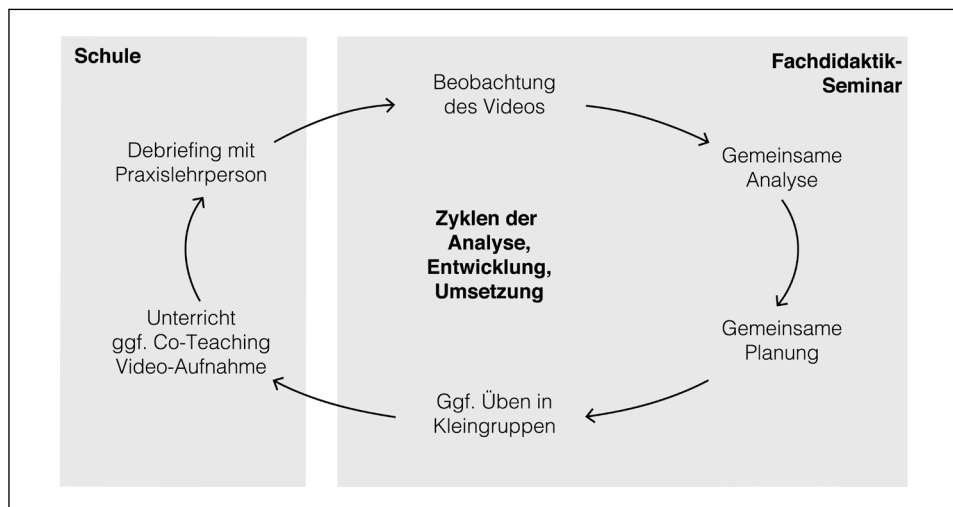 Schule
Fachdidaktik-
Seminar
Beobachtung
des Videos
Gemeinsame
Analyse
Gemeinsame
Planung
Ggf. Üben in
Kleingruppen
Unterricht
ggf. Co-Teaching
Video-Aufnahme
Debriefing mit
Praxislehrperson
Zyklen der
Analyse,
Entwicklung,
Umsetzung